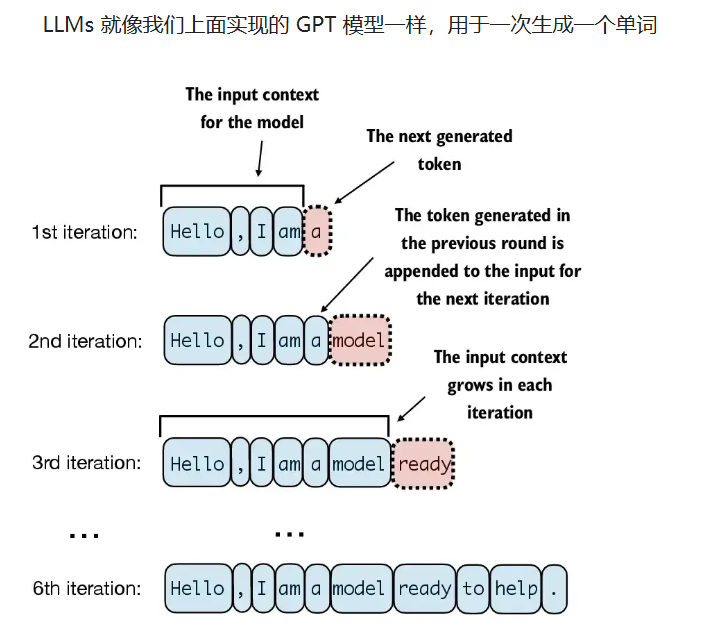 LLMs 就像我们上面实现的 GPT 模型一样，用于一次生成一个单词
The input context
for the model
The next generated
token
1st iteration:
Hello , I am a
The token generated in
the previous round is
appended to the input for
the next iteration
2nd iteration:
Hello , I am a model
The input context
grows in each
iteration
3rd iteration:
Hello , I am a model ready
... ...
6th iteration:
Hello , I am a model ready to help .